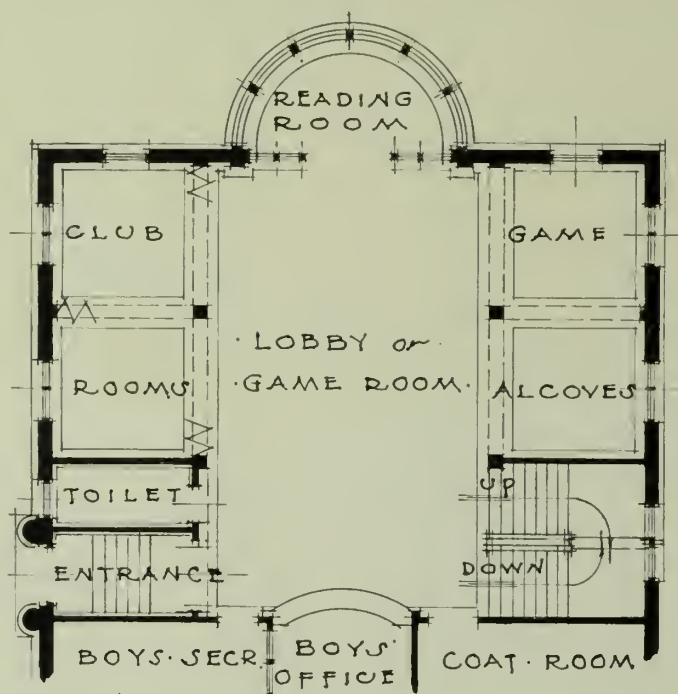 READING
ROOM
CLUB
GAME
· LOBBY or ·
· GAME ROOM ·
ROOMS
ALCOVES
UP
TOILET
ENTRANCE
DOWN
BOYS · SECR.
BOYS'
OFFICE
COAT · ROOM